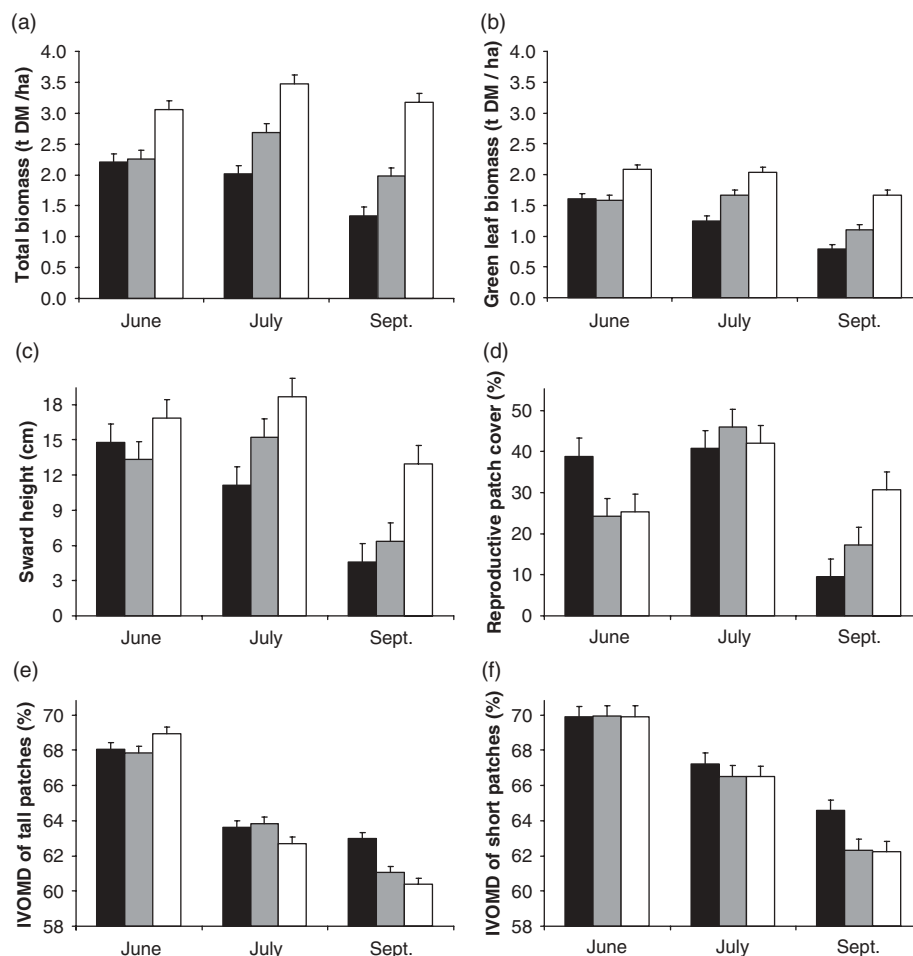 (a)
Total biomass (t DM /ha)
4.0
3.5
3.0
2.5
2.0
1.5
1.0
0.5
0.0
June July Sept.
(b)
Green leaf biomass (t DM / ha)
4.0
3.5
3.0
2.5
2.0
1.5
1.0
0.5
0.0
June July Sept.
(c)
Sward height (cm)
18
15
12
9
6
3
0
June July Sept.
(d)
Reproductive patch cover (%)
50
40
30
20
10
0
June July Sept.
(e)
IVOMD of tall patches (%)
70
68
66
64
62
60
58
June July Sept.
(f)
IVOMD of short patches (%)
70
68
66
64
62
60
58
June July Sept.